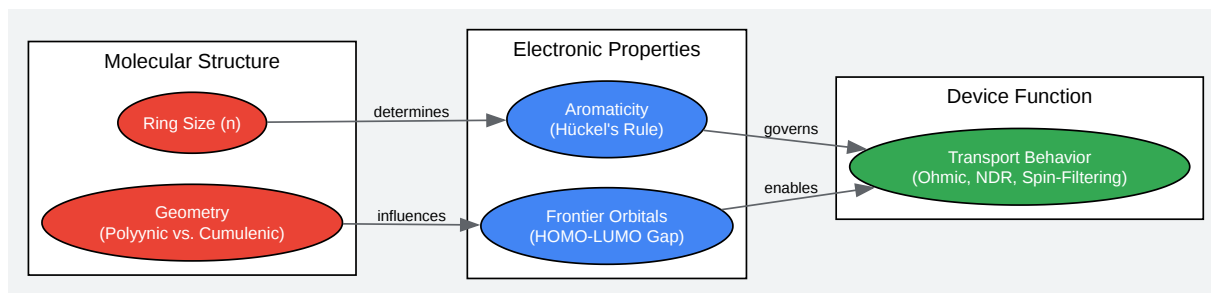 Molecular Structure
Ring Size (n)
Geometry
(Polyynic vs. Cumulenic)
determines
influences
Electronic Properties
Aromaticity
(Hückel's Rule)
Frontier Orbitals
(HOMO-LUMO Gap)
governs
enables
Device Function
Transport Behavior
(Ohmic, NDR, Spin-Filtering)